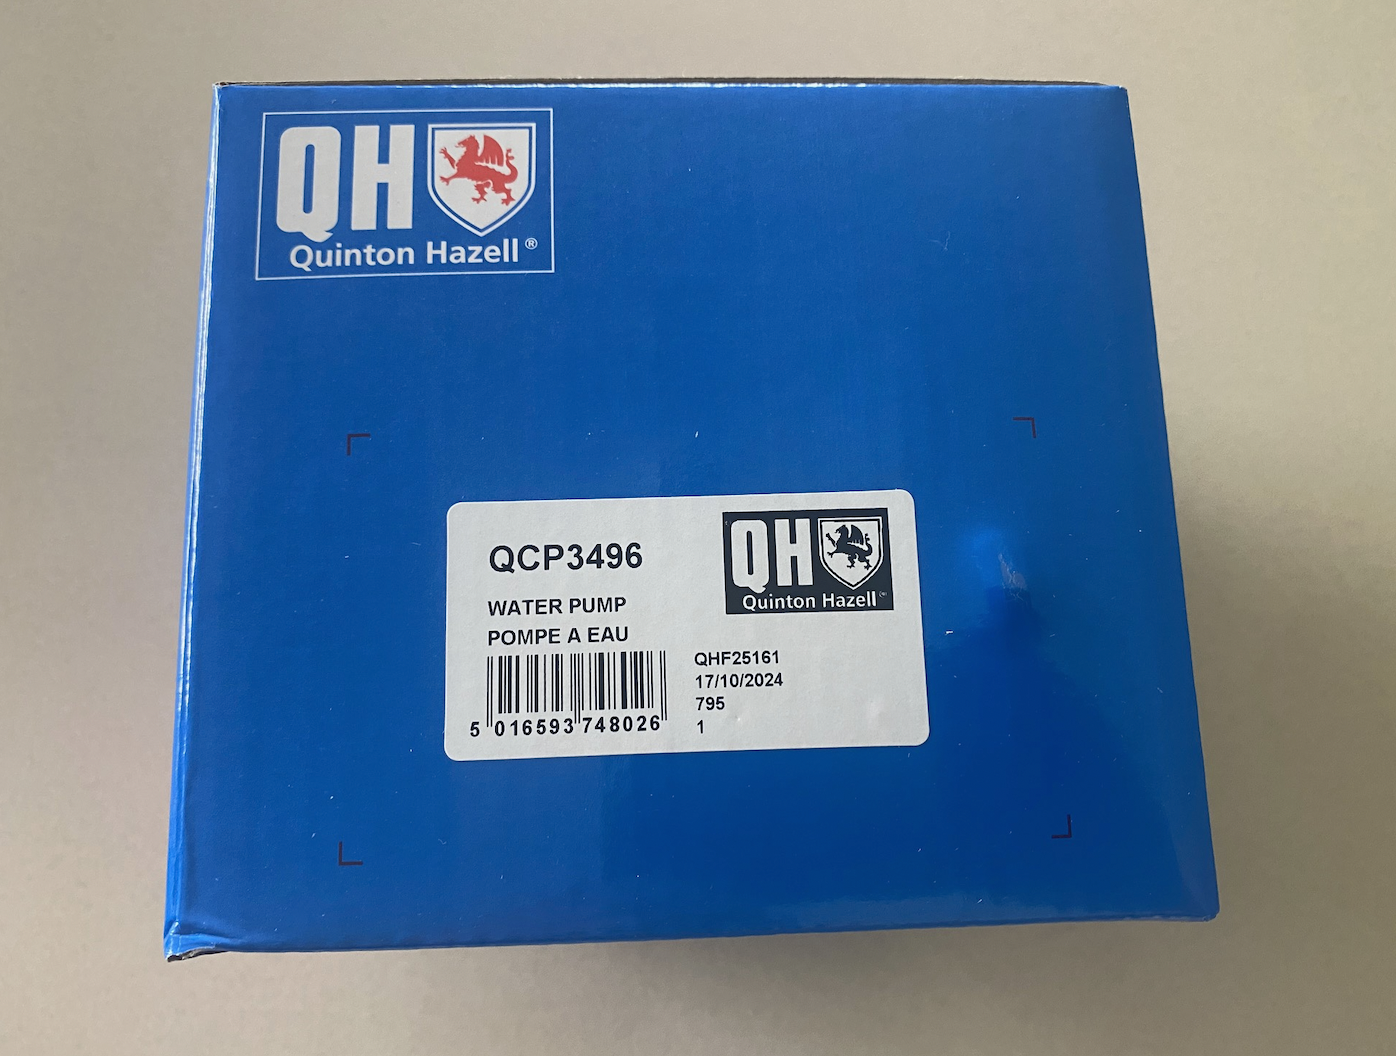 QH
Quinton Hazell®
QCP3496
QH
Quinton Hazell
WATER PUMP
POMPE A EAU
QHF25161
17/10/2024
795
1
5 016593 748026